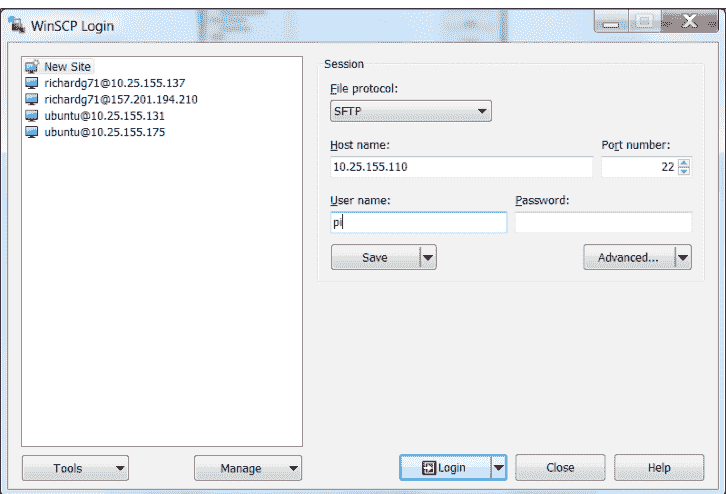 WinSCP Login
New Site
richardg71@10.25.155.137
richardg71@157.201.194.210
ubuntu@10.25.155.131
ubuntu@10.25.155.175
Session
File protocol:
SFTP
Host name: Port number:
10.25.155.110 22
User name: Password:
pi
Save Advanced...
Tools Manage Login Close Help